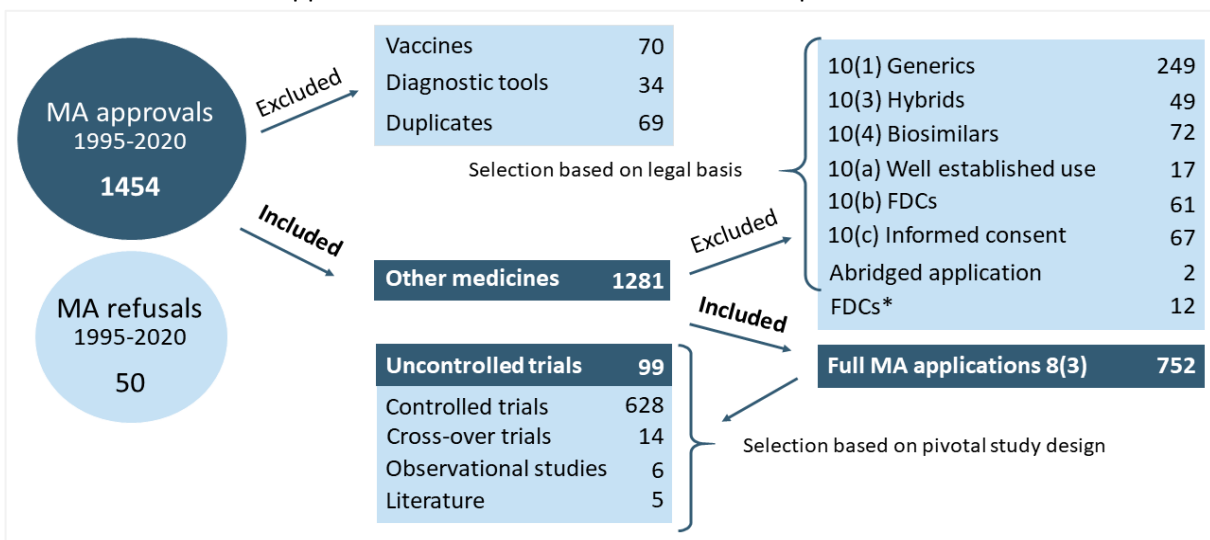 MA approvals
1995-2020
1454
MA refusals
1995-2020
50
Excluded
Included
Vaccines 70
Diagnostic tools 34
Duplicates 69
Selection based on legal basis
Other medicines 1281
Excluded
Included
10(1) Generics 249
10(3) Hybrids 49
10(4) Biosimilars 72
10(a) Well established use 17
10(b) FDCs 61
10(c) Informed consent 67
Abridged application 2
FDCs* 12
Full MA applications 8(3) 752
Uncontrolled trials 99
Controlled trials 628
Cross-over trials 14
Observational studies 6
Literature 5
Selection based on pivotal study design